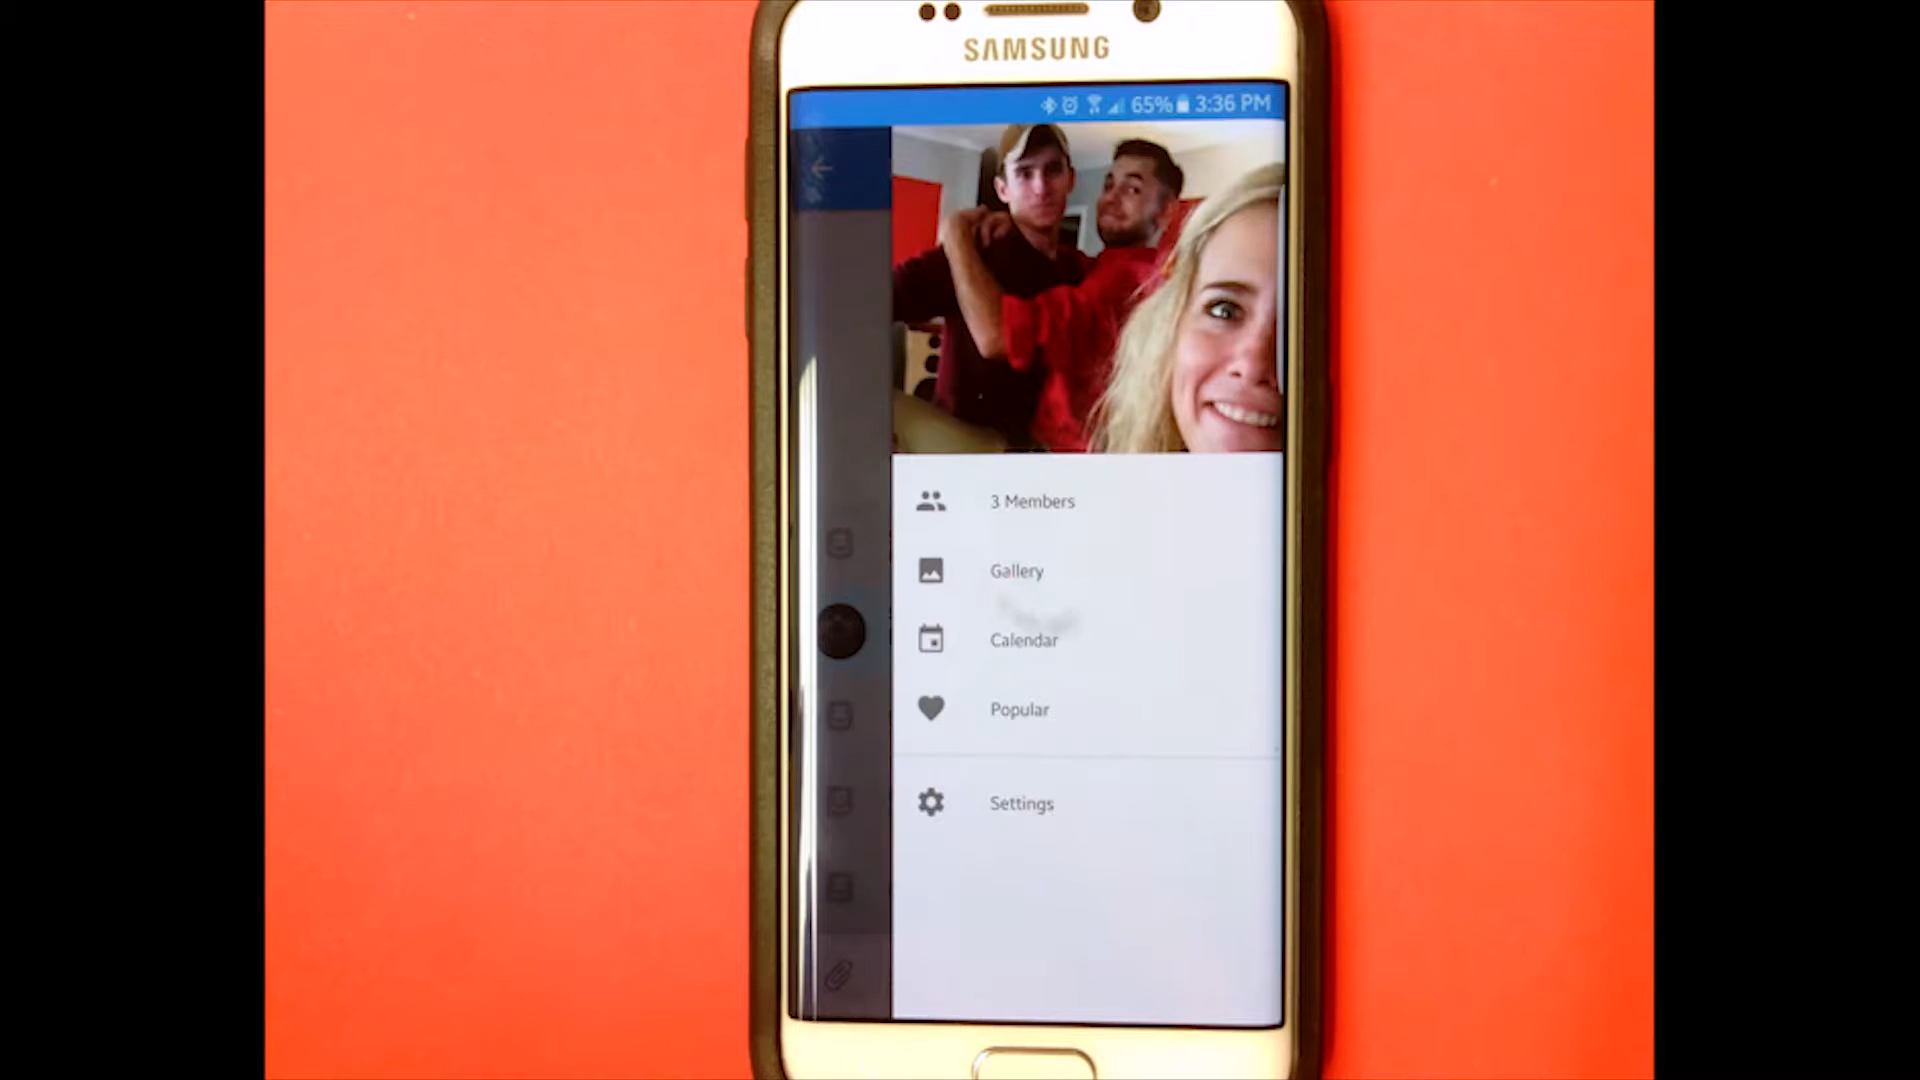 SAMSUNG
65% 3:36 PM
3 Members
Gallery
Calendar
Popular
Settings